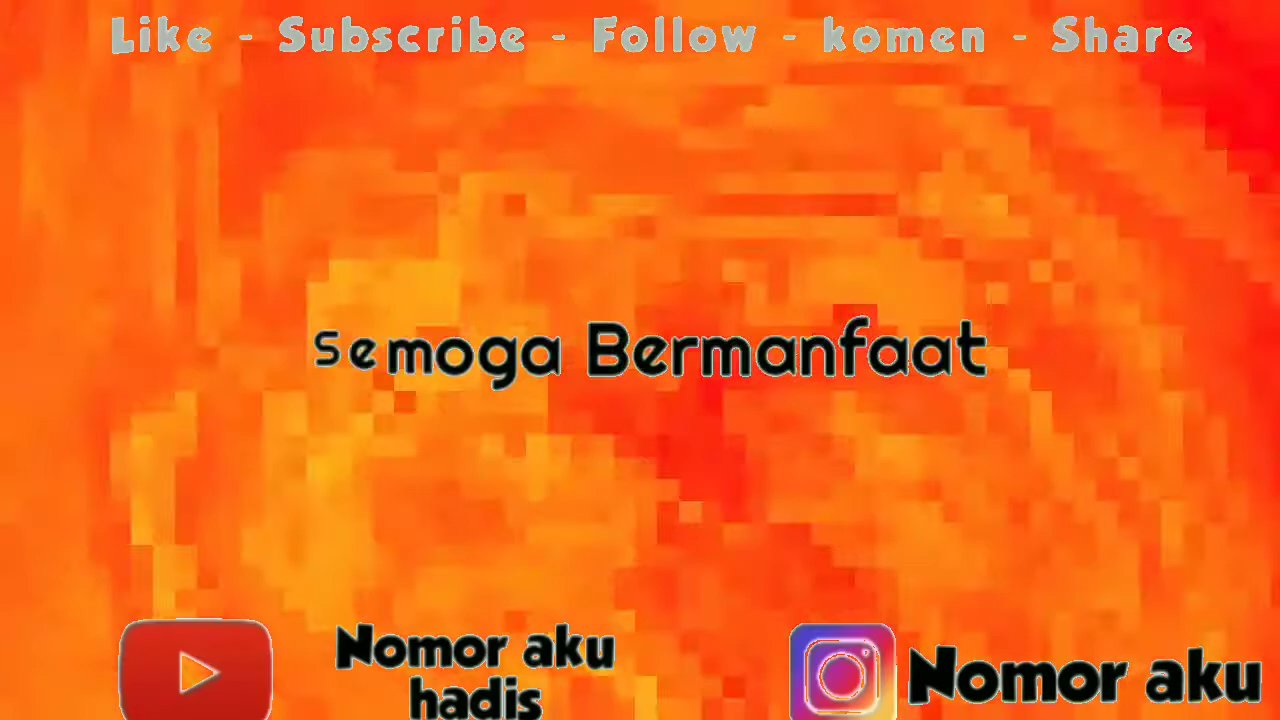 Like - Subscribe - Follow - komen - Share
Semoga Bermanfaat
Nomor aku
hadis
Nomor aku